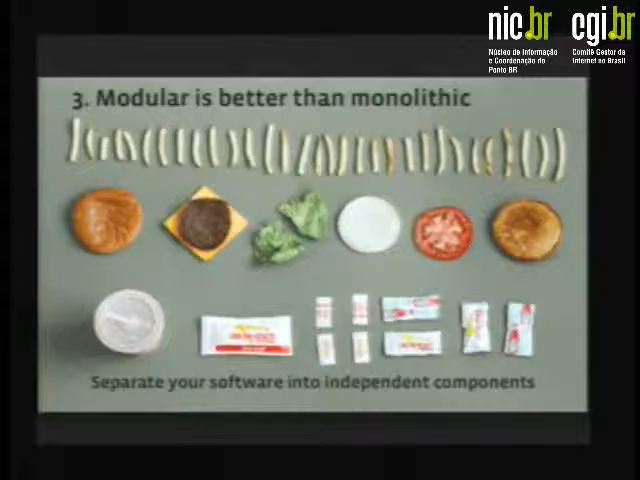 nic.br cgi.br
Núcleo de Informação
e Coordenação do
Ponto BR
Comitê Gestor da
Internet no Brasil
3. Modular is better than monolithic
Separate your software into independent components